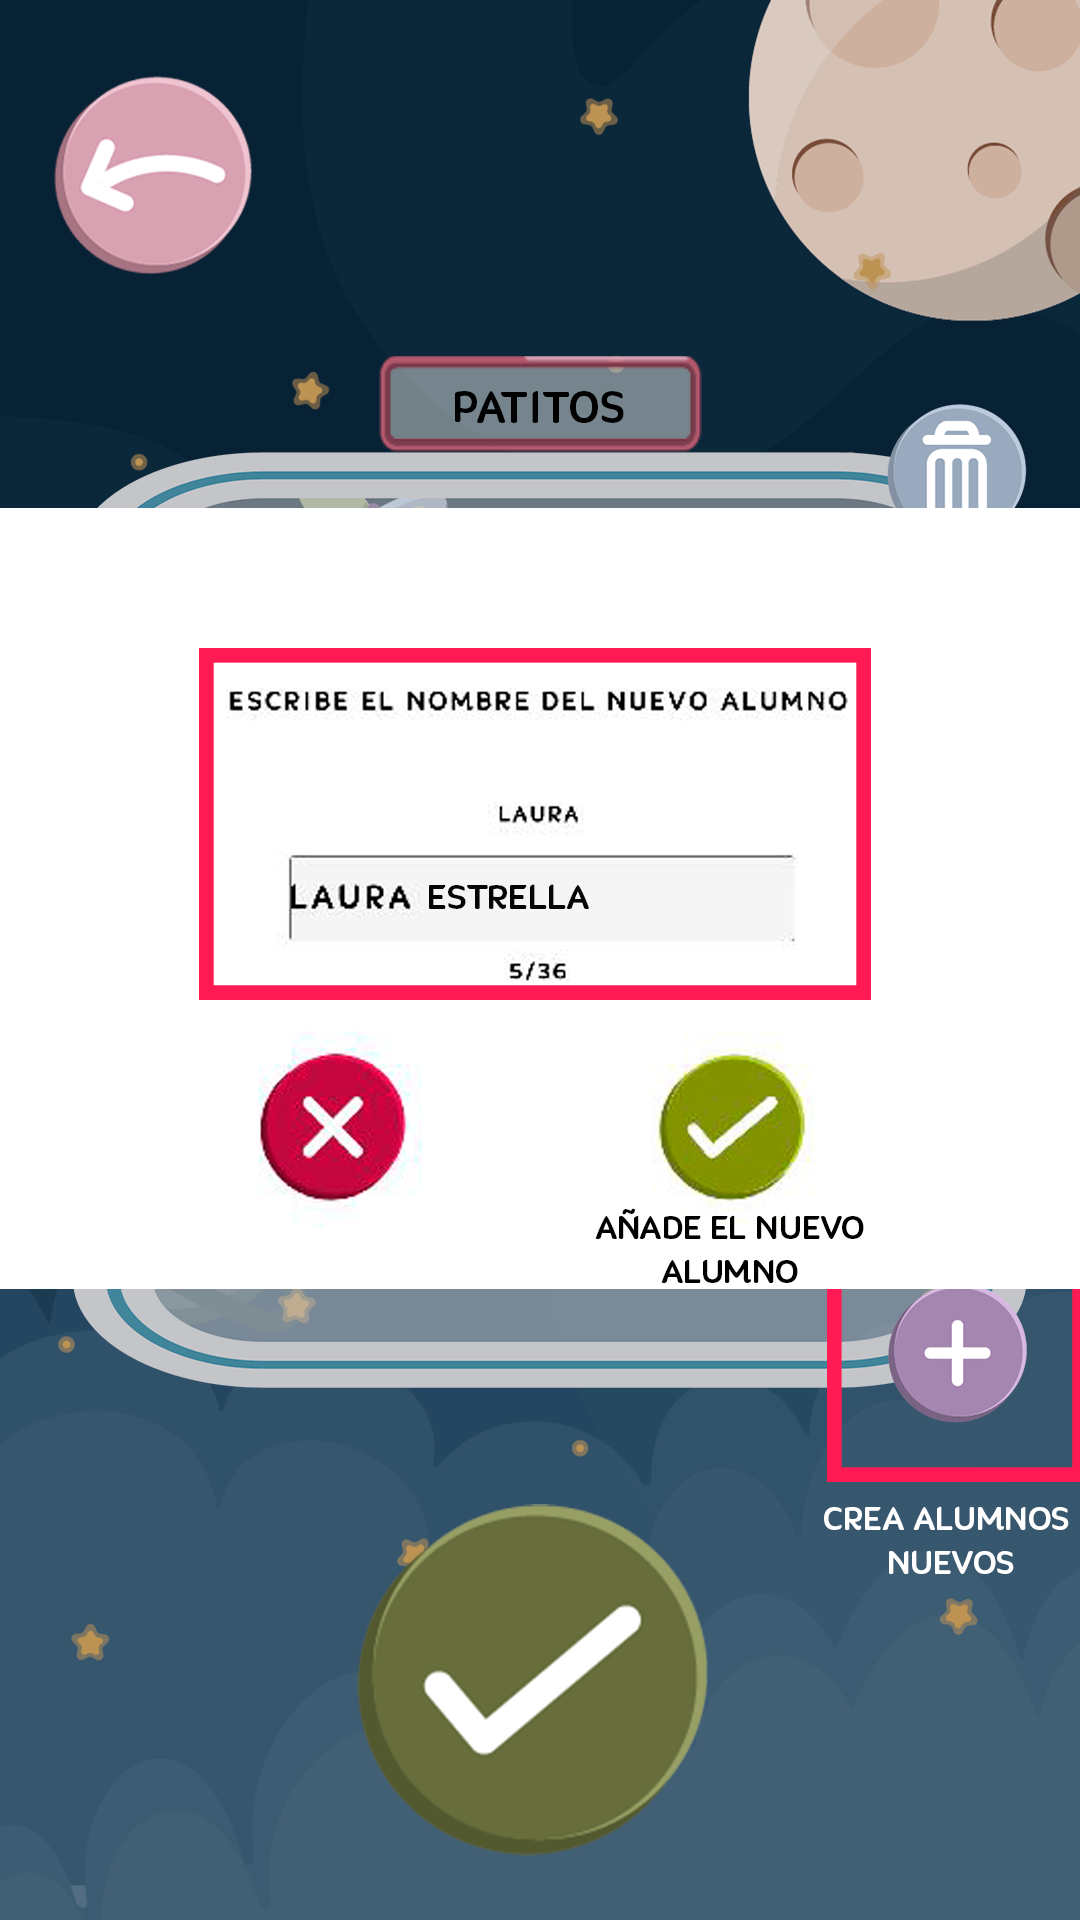 PATITOS
ESCRIBE EL NOMBRE DEL NUEVO ALUMNO
LAURA
LAURA ESTRELLA
5/36
AÑADE EL NUEVO
ALUMNO
CREA ALUMNOS
NUEVOS